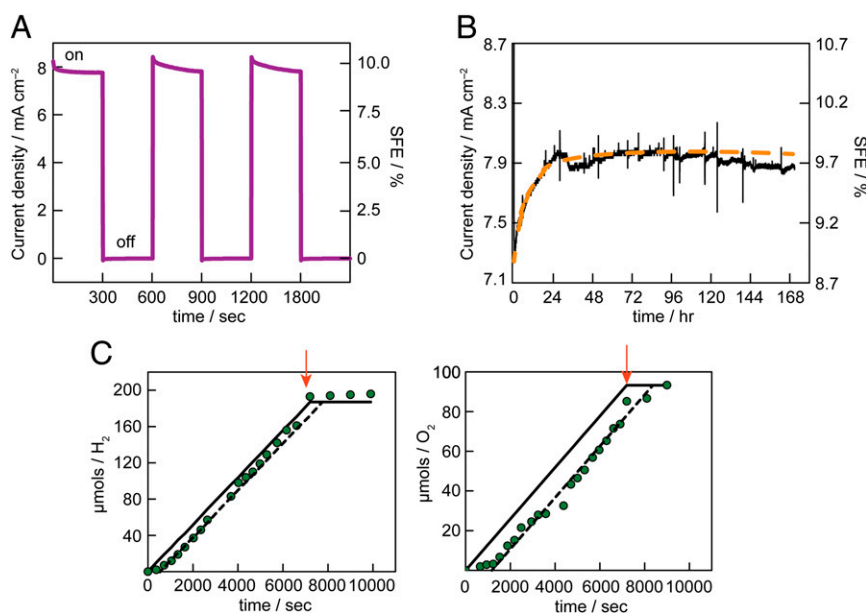 A
Current density / mA cm⁻²
8
6
4
2
0
on
off
300 600 900 1200 1800
time / sec
10.0
7.5
5.0
2.5
0
SFE / %
B
Current density / mA cm⁻²
8.7
8.3
7.9
7.5
7.1
0 24 48 72 96 120 144 168
time / hr
10.7
10.2
9.7
9.2
8.7
SFE / %
C
μmols / H₂
200
160
120
80
40
0 2000 4000 6000 8000 10000
time / sec
μmols / O₂
100
80
60
40
20
0 2000 4000 6000 8000 10000
time / sec